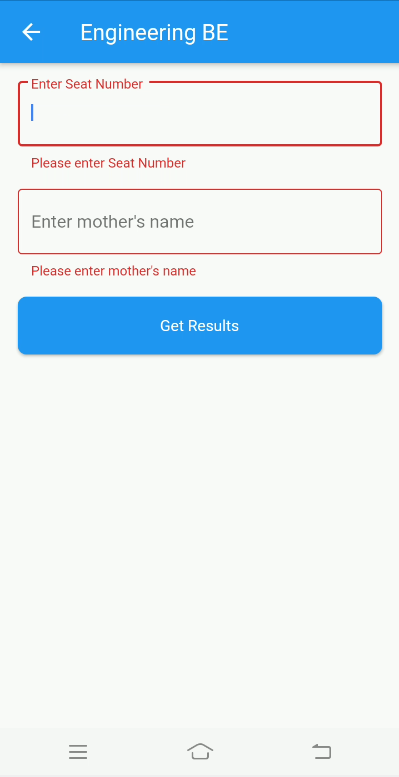 Engineering BE
Enter Seat Number
Please enter Seat Number
Enter mother's name
Please enter mother's name
Get Results